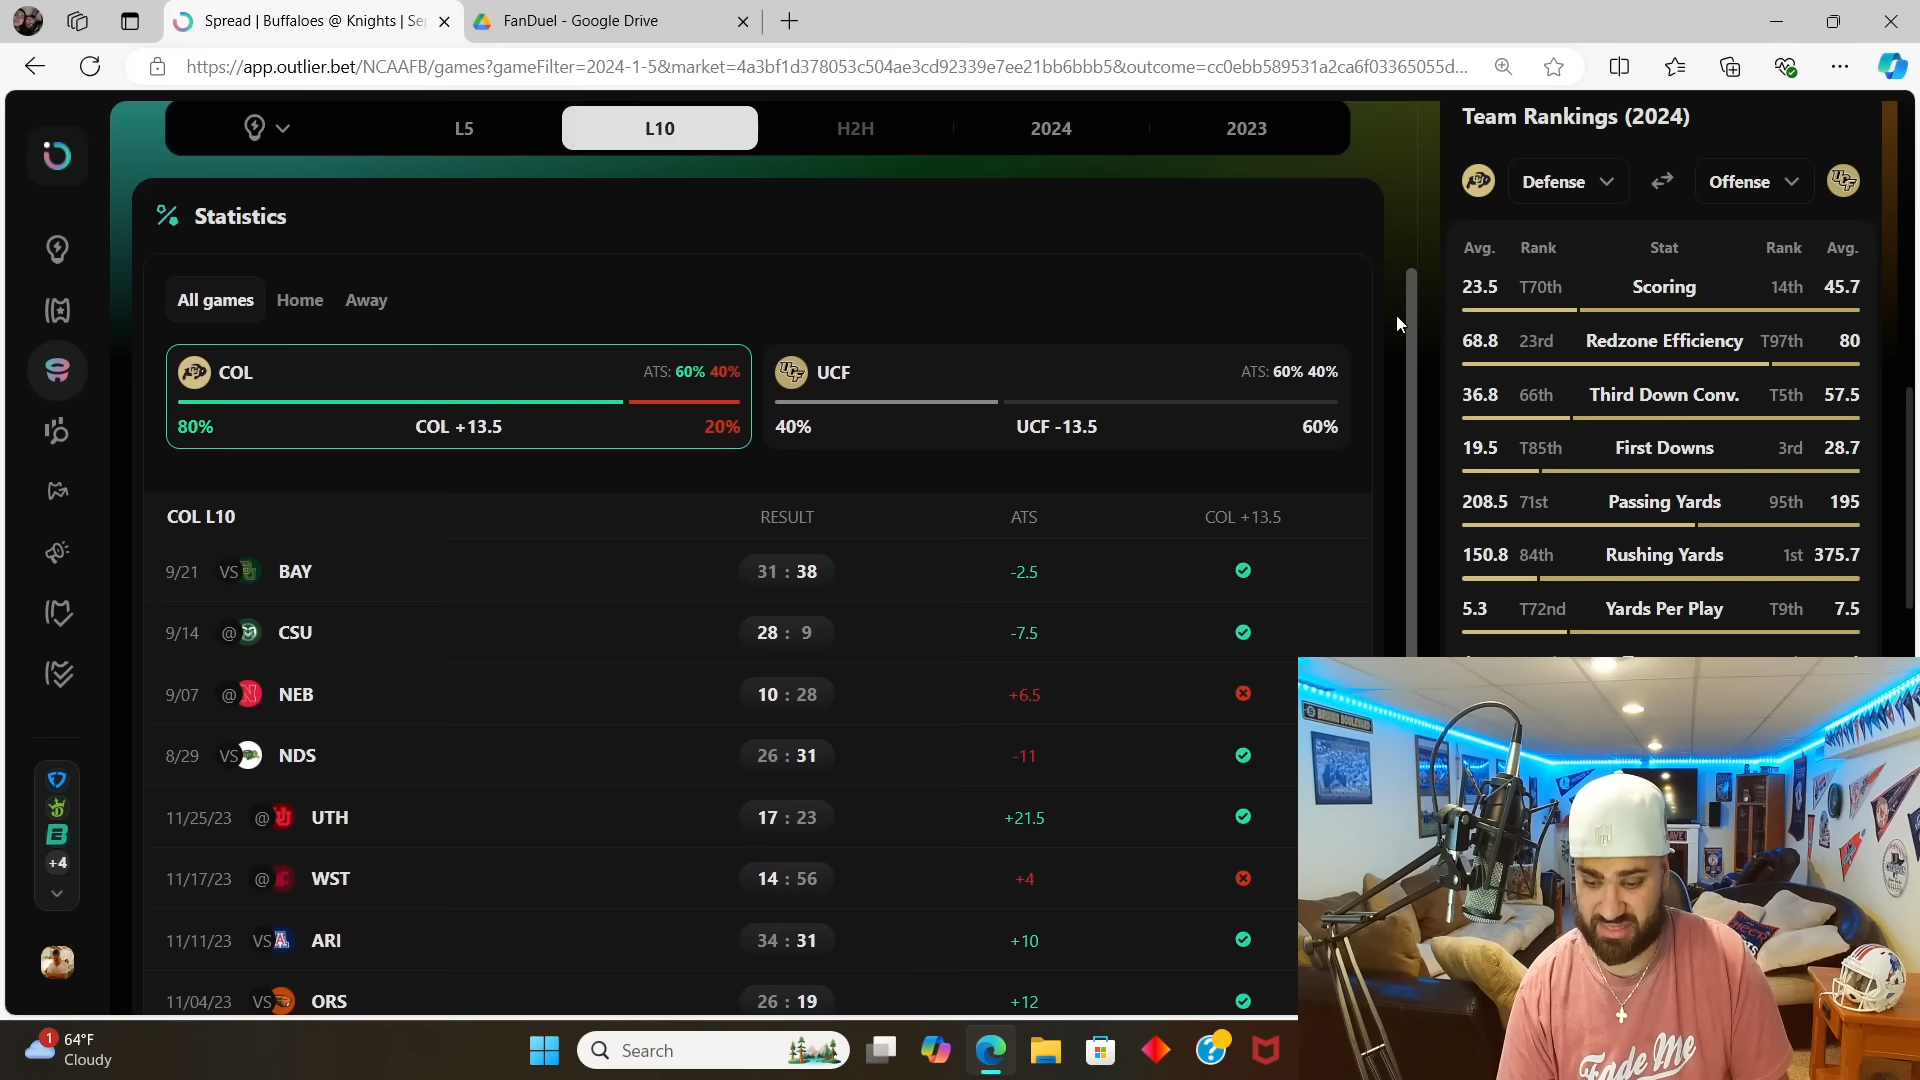 Spread | Buffaloes @ Knights | Se
FanDuel - Google Drive
https://app.outlier.bet/NCAAFB/games?gameFilter=2024-1-5&market=4a3bf1d378053c504ae3cd92339e7ee21bb6bbb5&outcome=cc0ebb589531a2ca6f03365055d...
L5
L10
H2H
2024
2023
Statistics
All games
Home
Away
COL
ATS: 60% 40%
80%
COL +13.5
20%
UCF
ATS: 60% 40%
40%
UCF -13.5
60%
COL L10
RESULT
ATS
COL +13.5
9/21 VS BAY 31 : 38 -2.5
9/14 @ CSU 28 : 9 -7.5
9/07 @ NEB 10 : 28 +6.5
8/29 VS NDS 26 : 31 -11
11/25/23 @ UTH 17 : 23 +21.5
11/17/23 @ WST 14 : 56 +4
11/11/23 VS ARI 34 : 31 +10
11/04/23 VS ORS 26 : 19 +12
Team Rankings (2024)
Defense
Offense
UCF
Avg. Rank Stat Rank Avg.
23.5 T70th Scoring 14th 45.7
68.8 23rd Redzone Efficiency T97th 80
36.8 66th Third Down Conv. T5th 57.5
19.5 T85th First Downs 3rd 28.7
208.5 71st Passing Yards 95th 195
150.8 84th Rushing Yards 1st 375.7
5.3 T72nd Yards Per Play T9th 7.5
+4
BRUINS BOULEVARD
Fade Me
1
64°F
Cloudy
Search